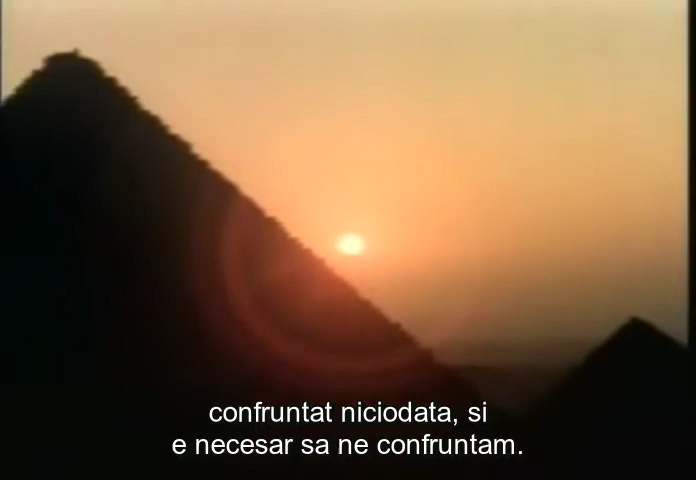 confruntat niciodata, si
e necesar sa ne confruntam.